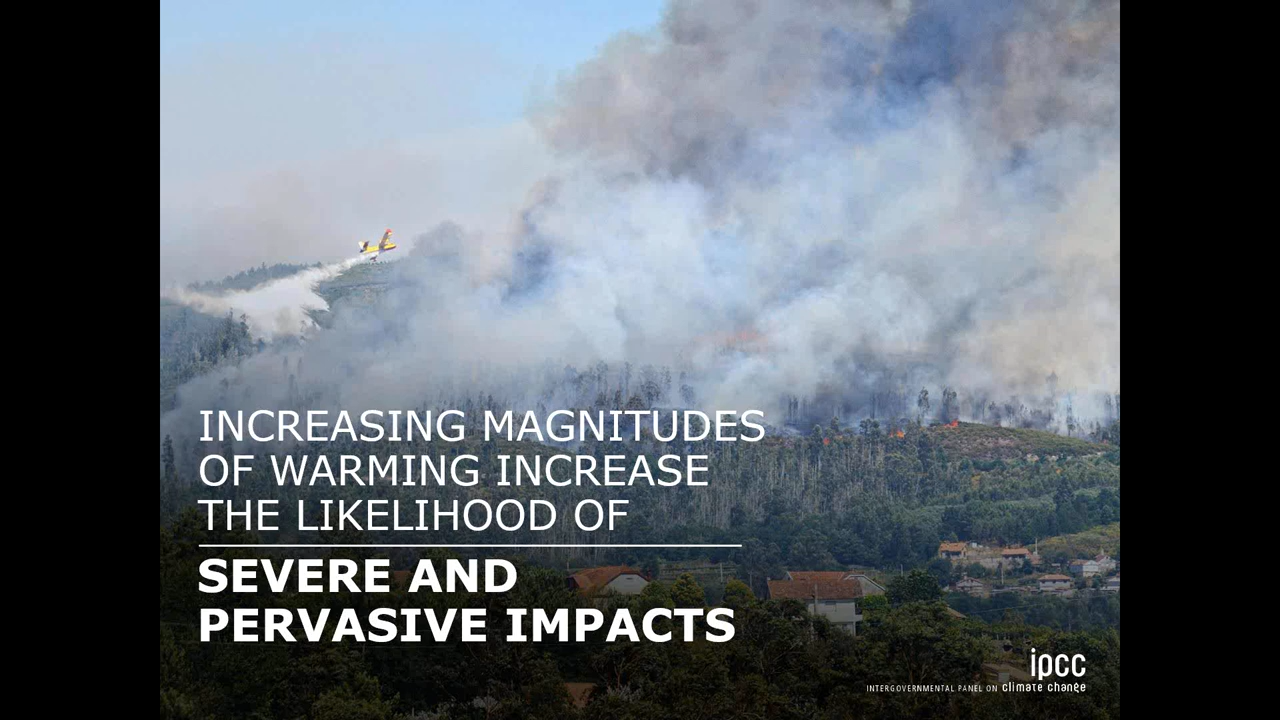 INCREASING MAGNITUDES
OF WARMING INCREASE
THE LIKELIHOOD OF
SEVERE AND
PERVASIVE IMPACTS
ipcc
INTERGOVERNMENTAL PANEL ON climate change